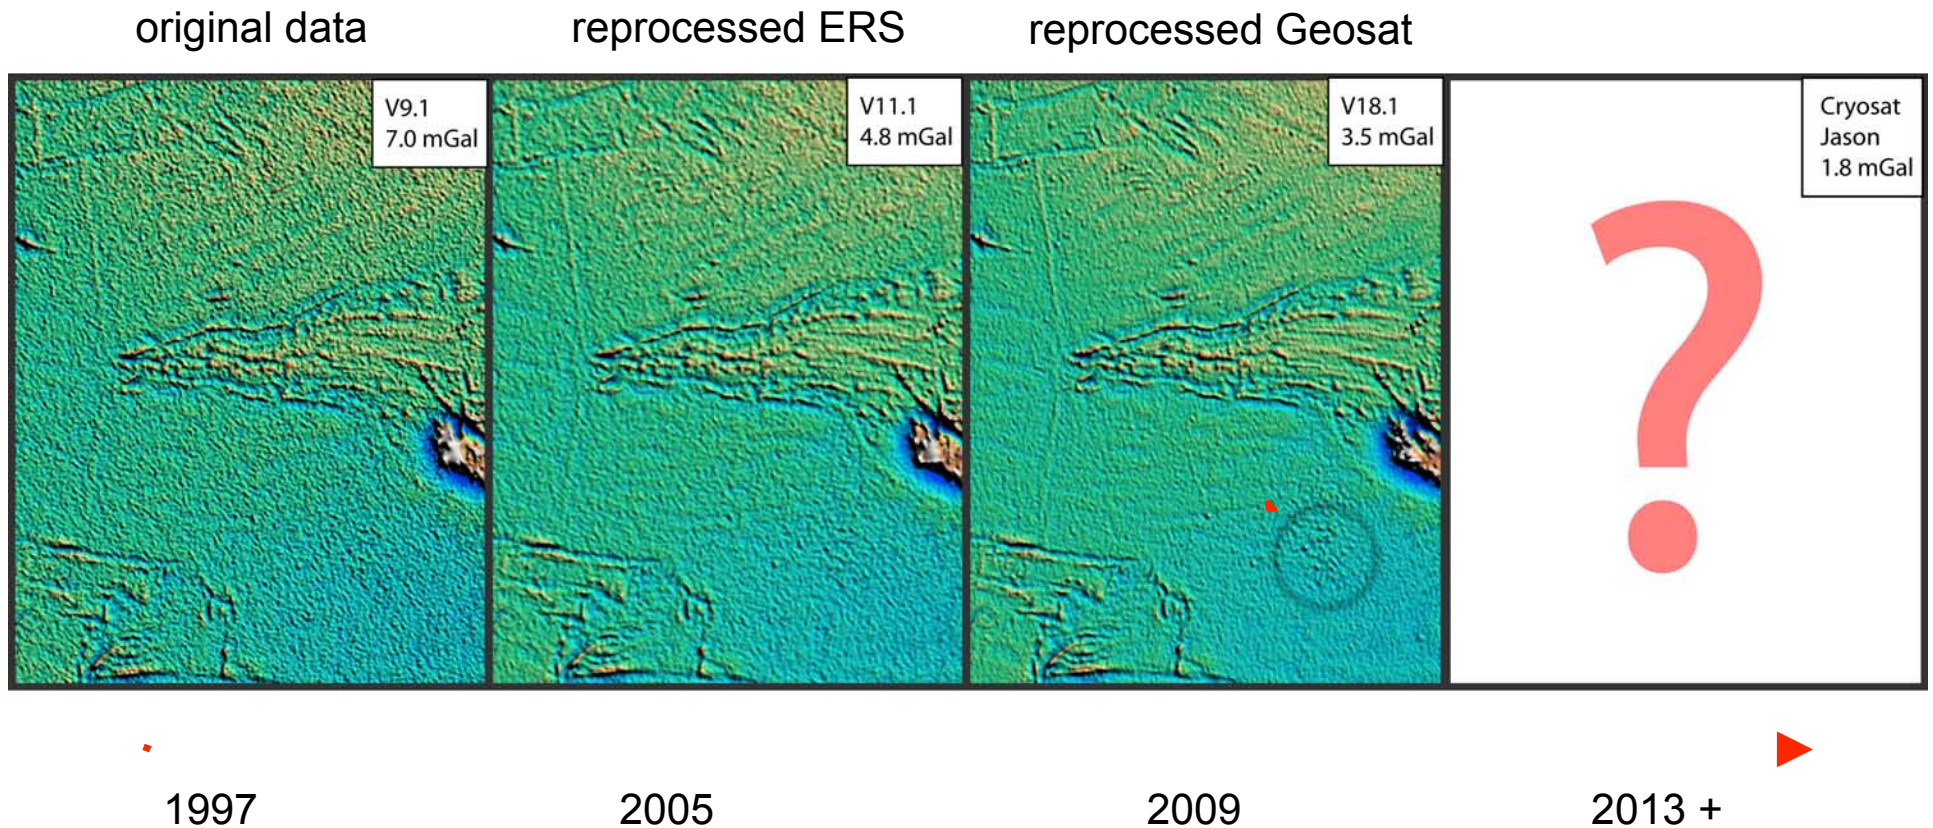 original data
reprocessed ERS
reprocessed Geosat
V9.1
7.0 mGal
V11.1
4.8 mGal
V18.1
3.5 mGal
Cryosat
Jason
1.8 mGal
?
1997
2005
2009
2013 +